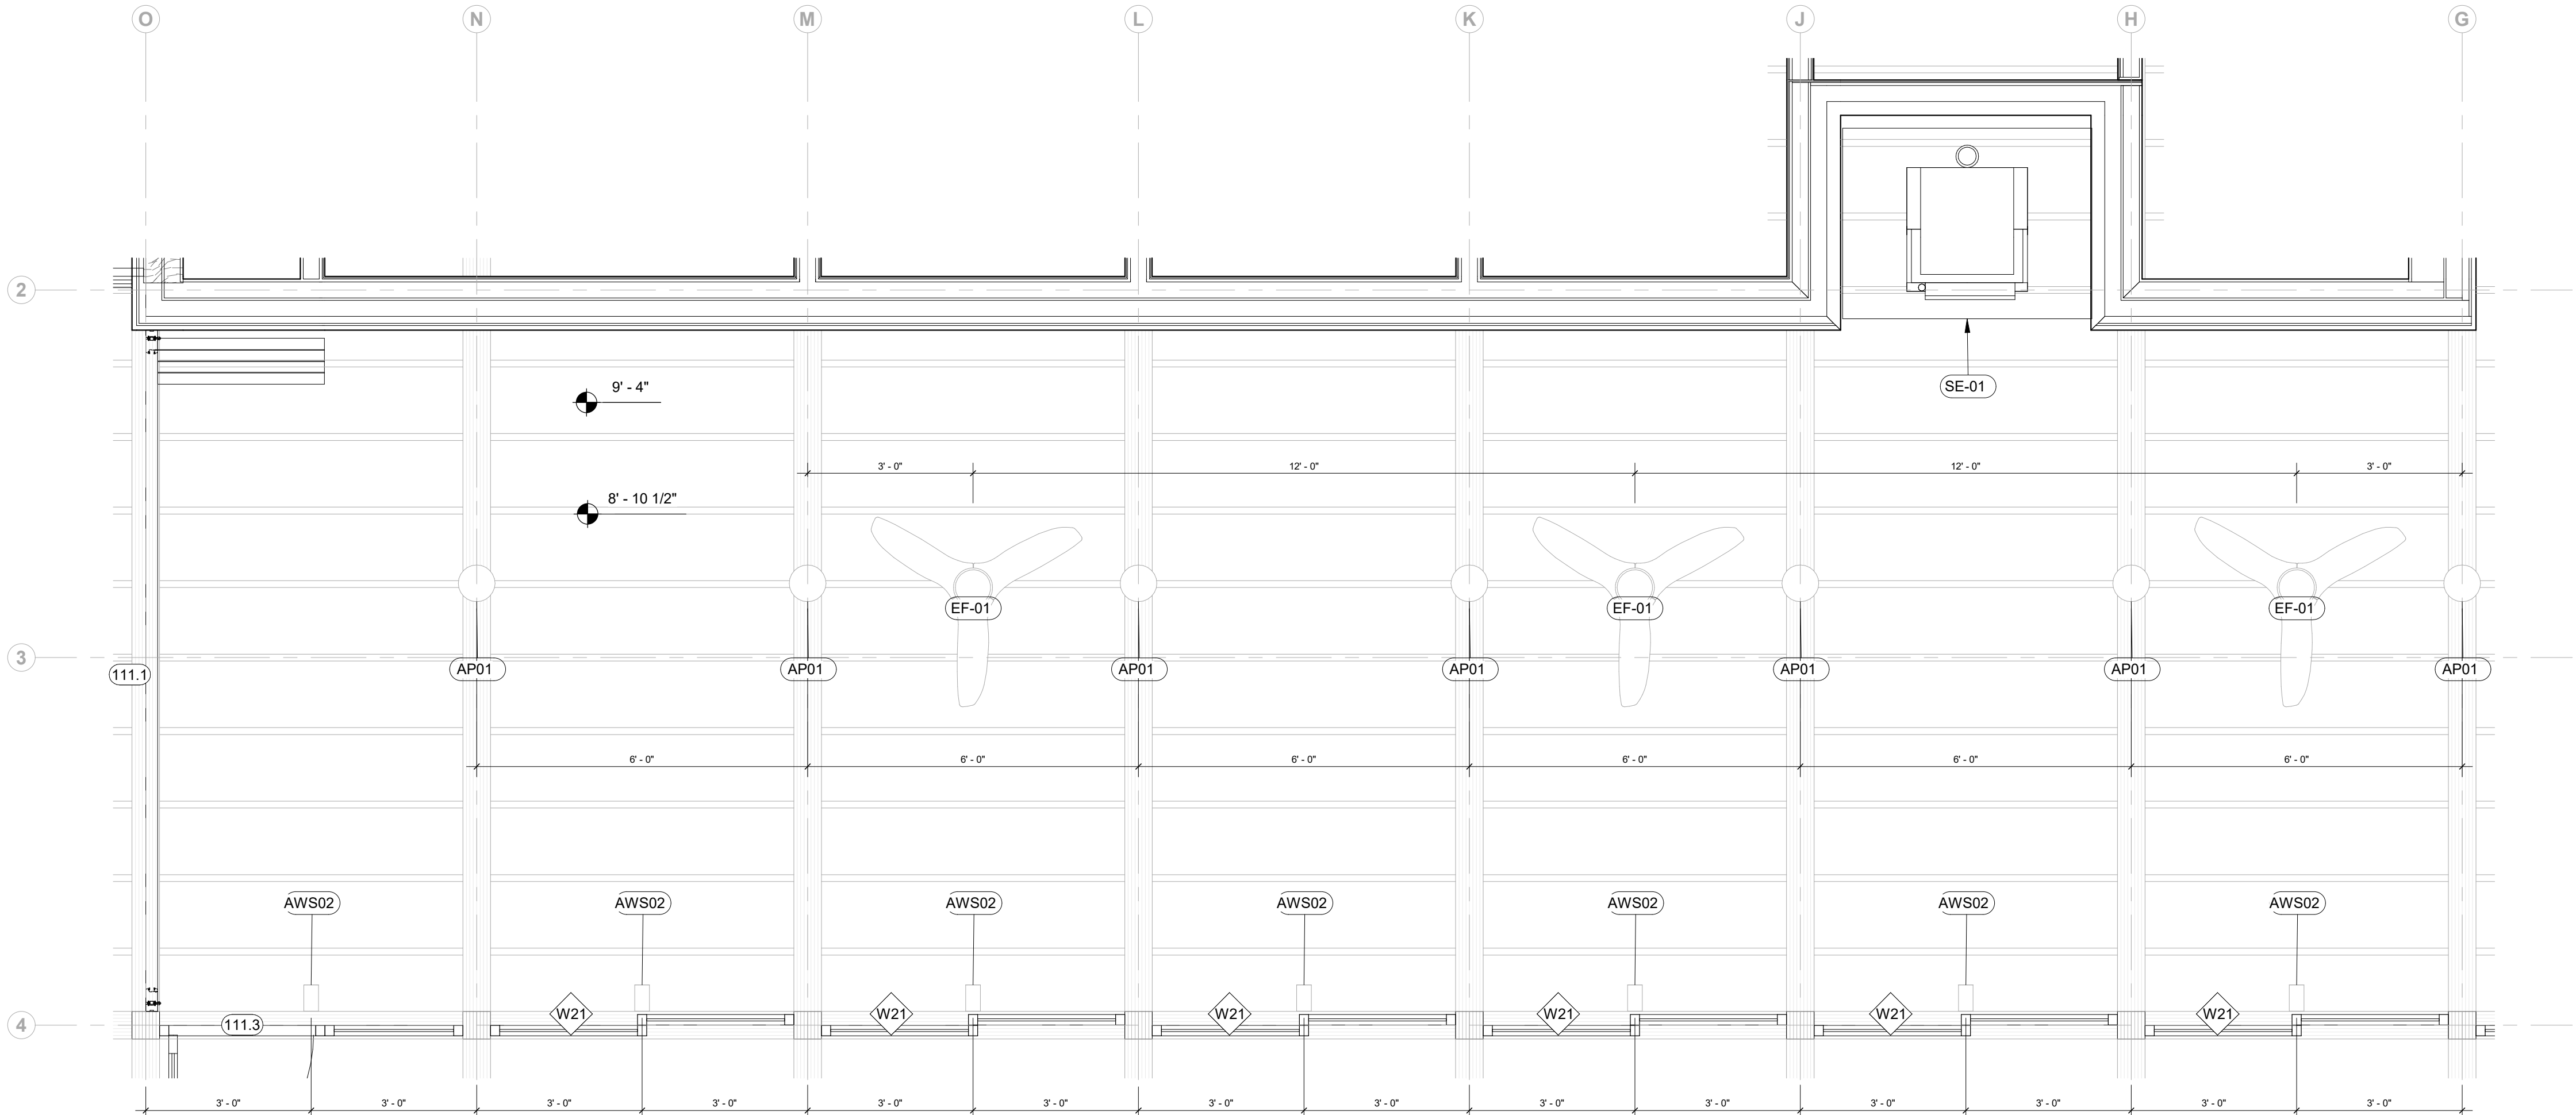 O N M L K J H G
2
SE-01
9' - 4"
3' - 0" 12' - 0" 12' - 0" 3' - 0"
8' - 10 1/2"
EF-01 EF-01 EF-01
3
111.1 AP01 AP01 AP01 AP01 AP01 AP01 AP01
6' - 0" 6' - 0" 6' - 0" 6' - 0" 6' - 0" 6' - 0"
AWS02 AWS02 AWS02 AWS02 AWS02 AWS02 AWS02
W21 W21 W21 W21 W21 W21
4 111.3
3' - 0" 3' - 0" 3' - 0" 3' - 0" 3' - 0" 3' - 0" 3' - 0" 3' - 0" 3' - 0" 3' - 0" 3' - 0" 3' - 0" 3' - 0" 3' - 0"